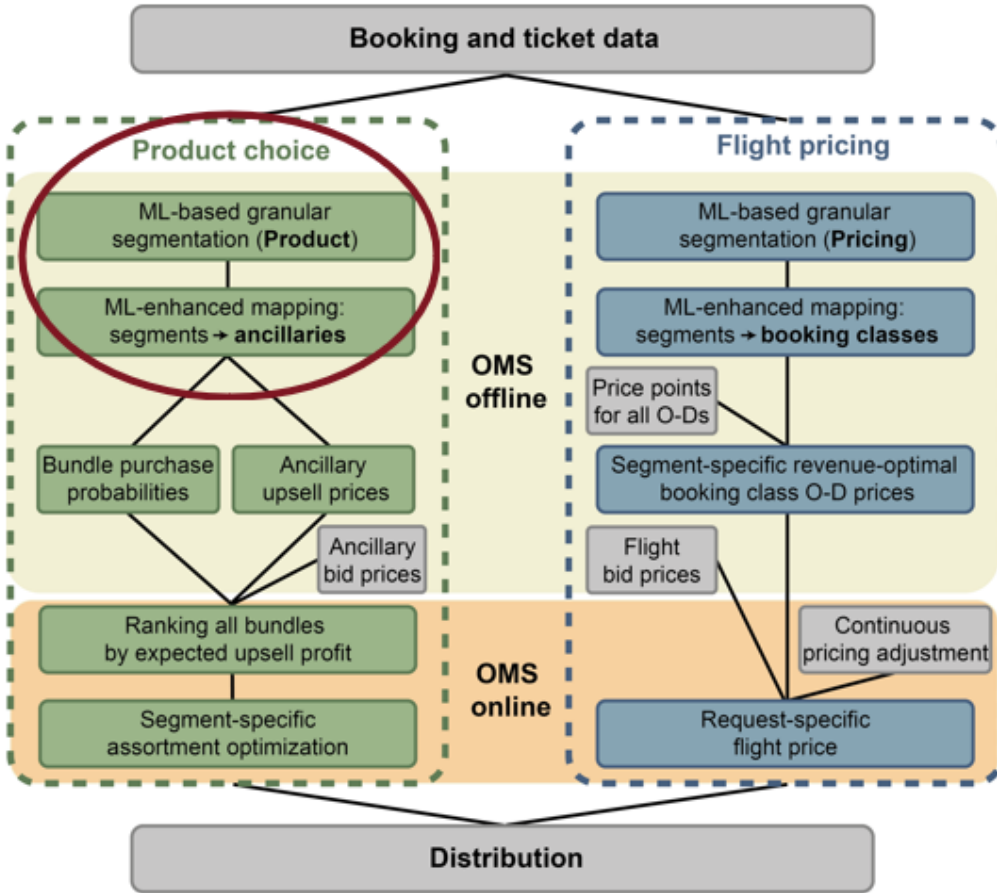 Booking and ticket data
Product choice
ML-based granular
segmentation (Product)
ML-enhanced mapping:
segments → ancillaries
Bundle purchase
probabilities
Ancillary
upsell prices
Ancillary
bid prices
Ranking all bundles
by expected upsell profit
Segment-specific
assortment optimization
OMS
offline
OMS
online
Flight pricing
ML-based granular
segmentation (Pricing)
ML-enhanced mapping:
segments → booking classes
Price points
for all O-Ds
Segment-specific revenue-optimal
booking class O-D prices
Flight
bid prices
Continuous
pricing adjustment
Request-specific
flight price
Distribution